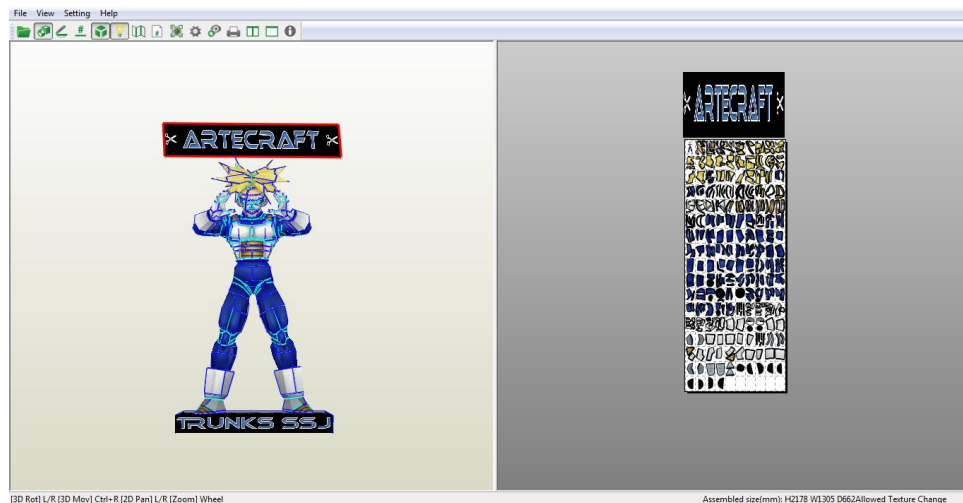 File View Setting Help
ARTECRAFT
TRUNKS SSJ
ARTECRAFT
[3D Rot] L/R [3D Mov] Ctrl+R [2D Pan] L/R [Zoom] Wheel
Assembled size(mm): H2178 W1305 D662Allowed Texture Change